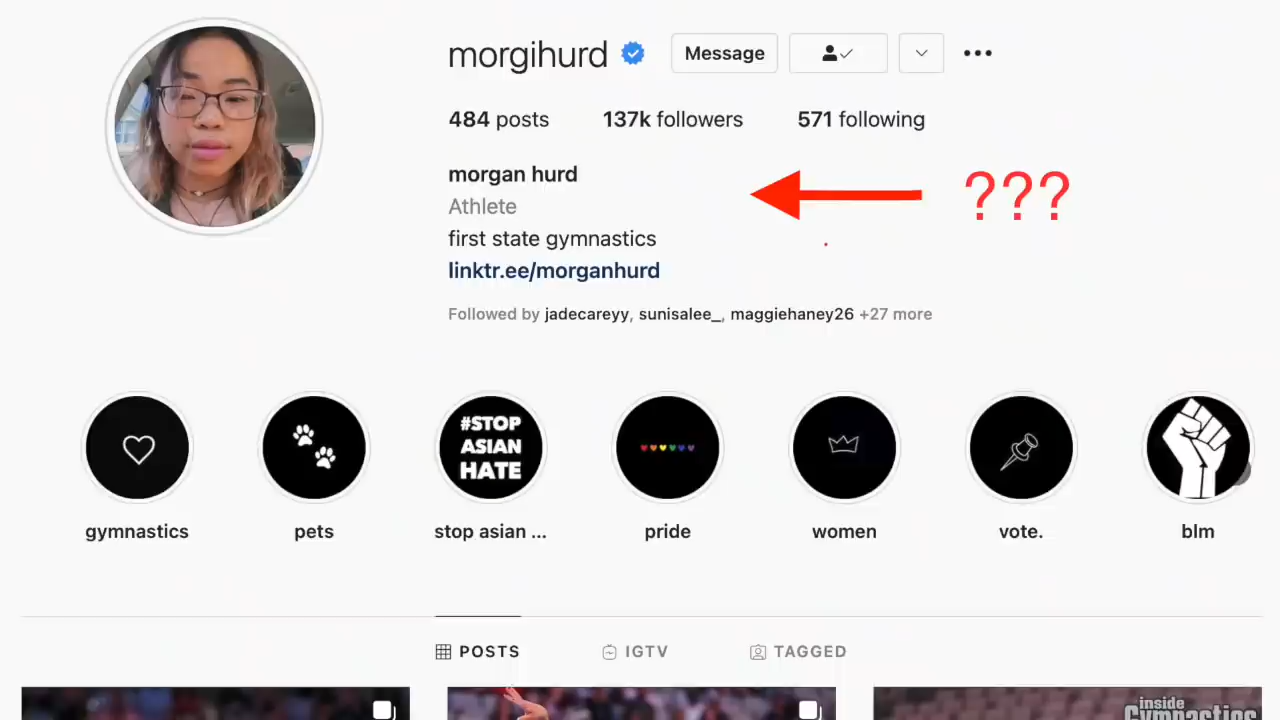 morgihurd Message
484 posts 137k followers 571 following
morgan hurd
???
Athlete
first state gymnastics
linktr.ee/morganhurd
Followed by jadecareyy, sunisalee_, maggiehaney26 +27 more
#STOP
ASIAN
HATE
gymnastics pets stop asian ... pride women vote. blm
POSTS IGTV TAGGED
inside
Gymnastics